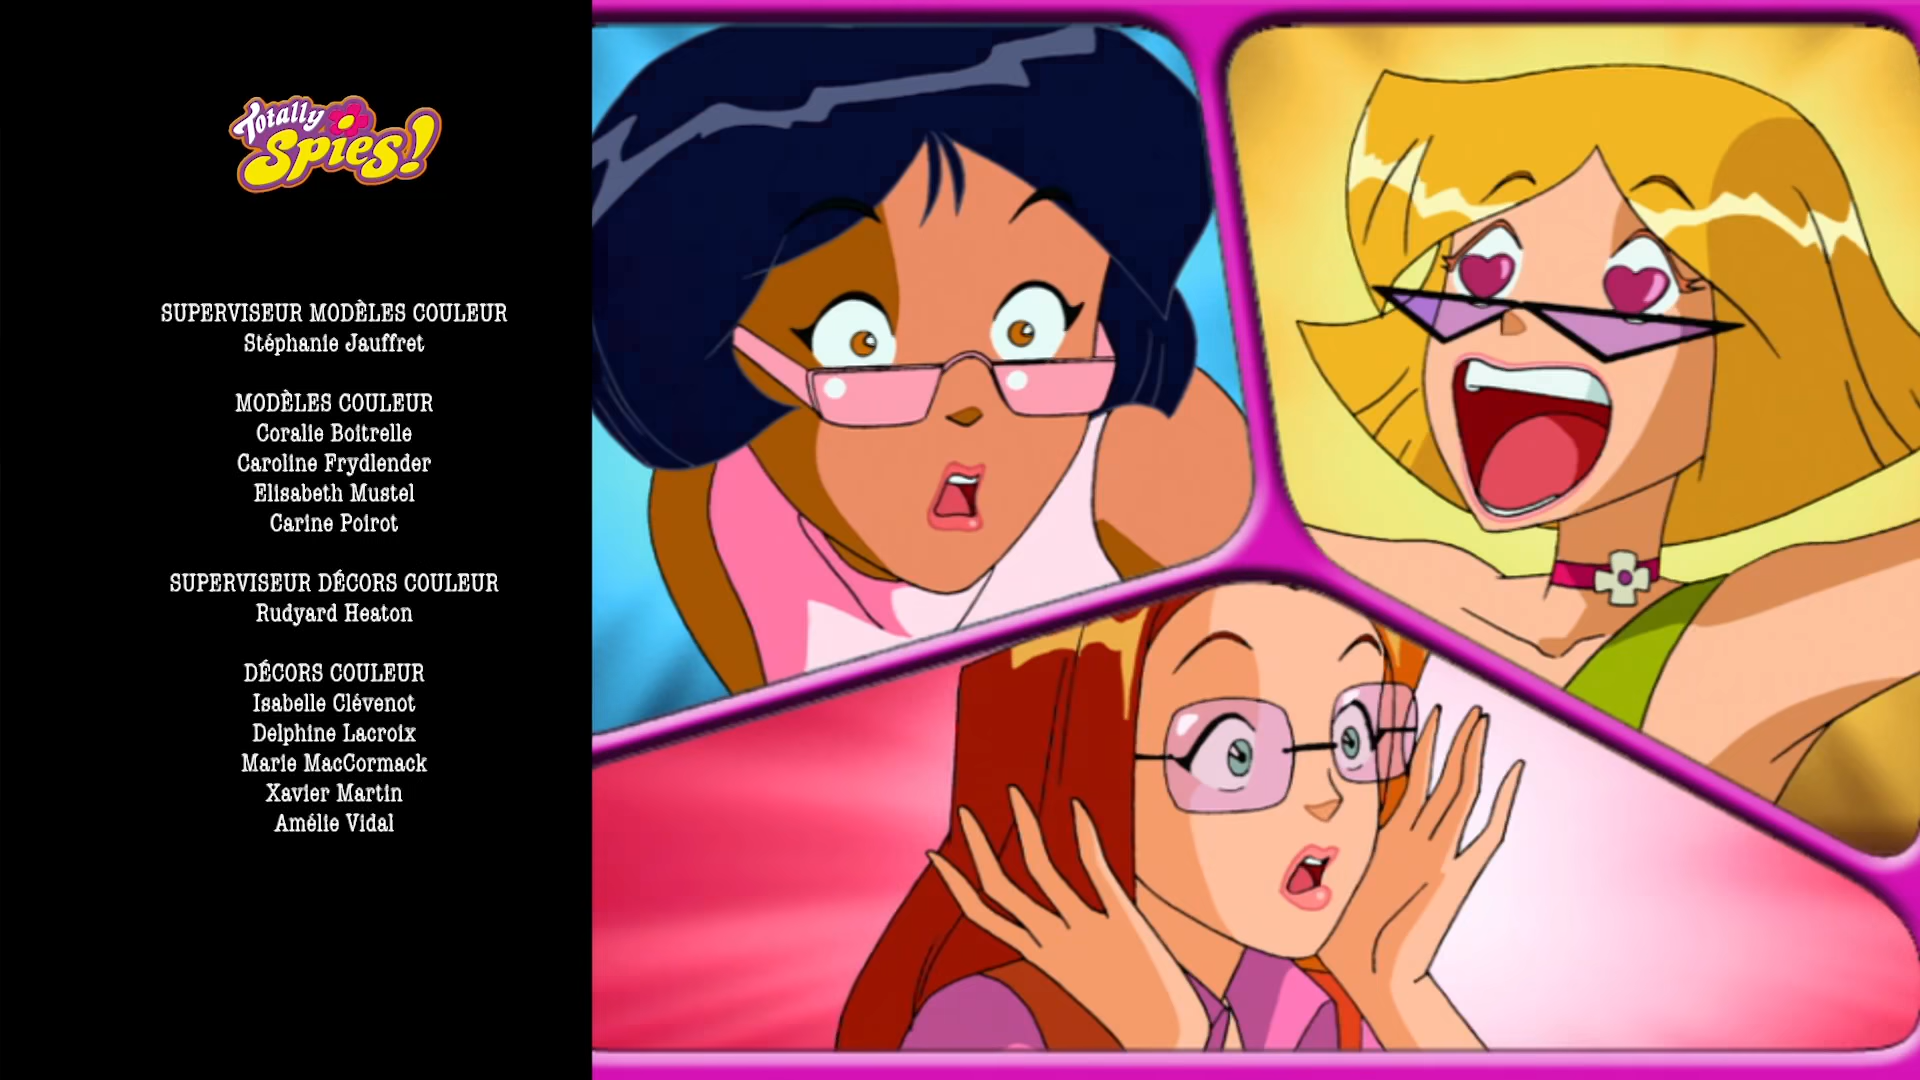 Totally
Spies!
SUPERVISEUR MODÈLES COULEUR
Stéphanie Jauffret
MODÈLES COULEUR
Coralie Boitrelle
Caroline Frydlender
Elisabeth Mustel
Carine Poirot
SUPERVISEUR DÉCORS COULEUR
Rudyard Heaton
DÉCORS COULEUR
Isabelle Clévenot
Delphine Lacroix
Marie MacCormack
Xavier Martin
Amélie Vidal